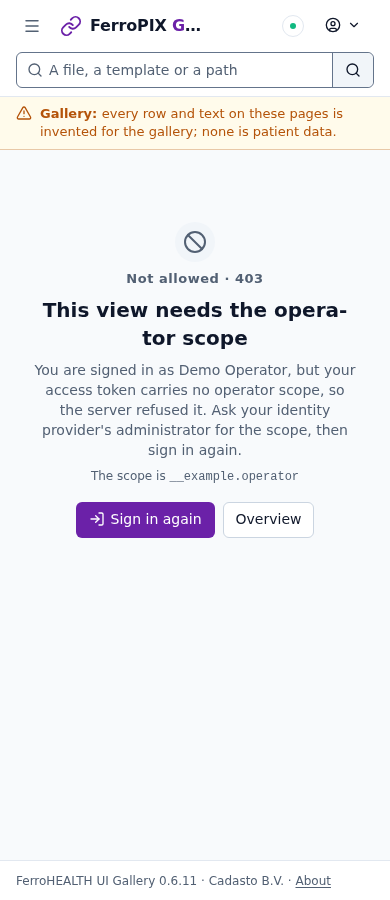 FerroPIX G...
A file, a template or a path
Gallery: every row and text on these pages is
invented for the gallery; none is patient data.
Not allowed · 403
This view needs the opera-
tor scope
You are signed in as Demo Operator, but your
access token carries no operator scope, so
the server refused it. Ask your identity
provider's administrator for the scope, then
sign in again.
The scope is __example.operator
Sign in again
Overview
FerroHEALTH UI Gallery 0.6.11 · Cadasto B.V. · About